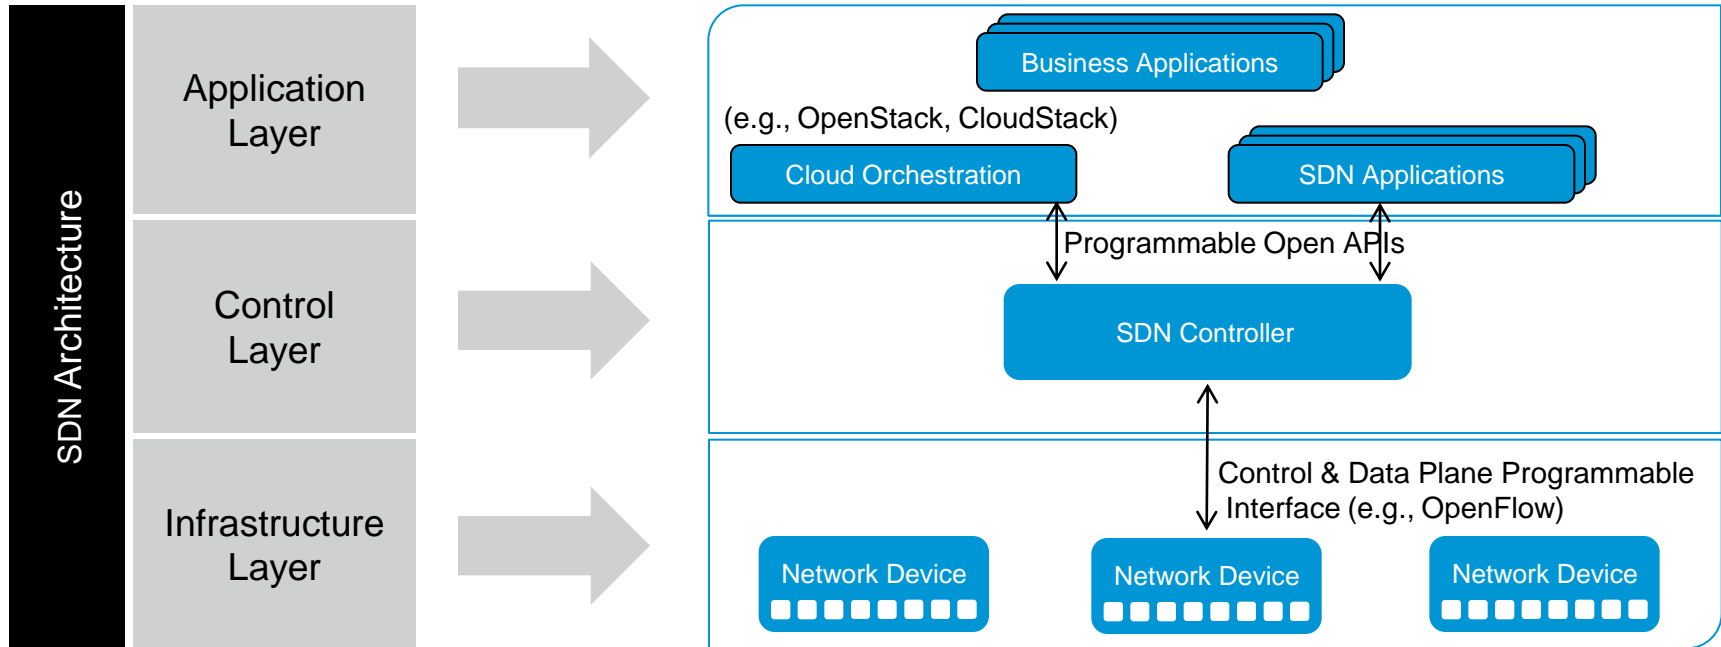 SDN Architecture
Application
Layer
Business Applications
(e.g., OpenStack, CloudStack)
Cloud Orchestration
SDN Applications
Control
Layer
Programmable Open APIs
SDN Controller
Infrastructure
Layer
Control & Data Plane Programmable
Interface (e.g., OpenFlow)
Network Device
Network Device
Network Device